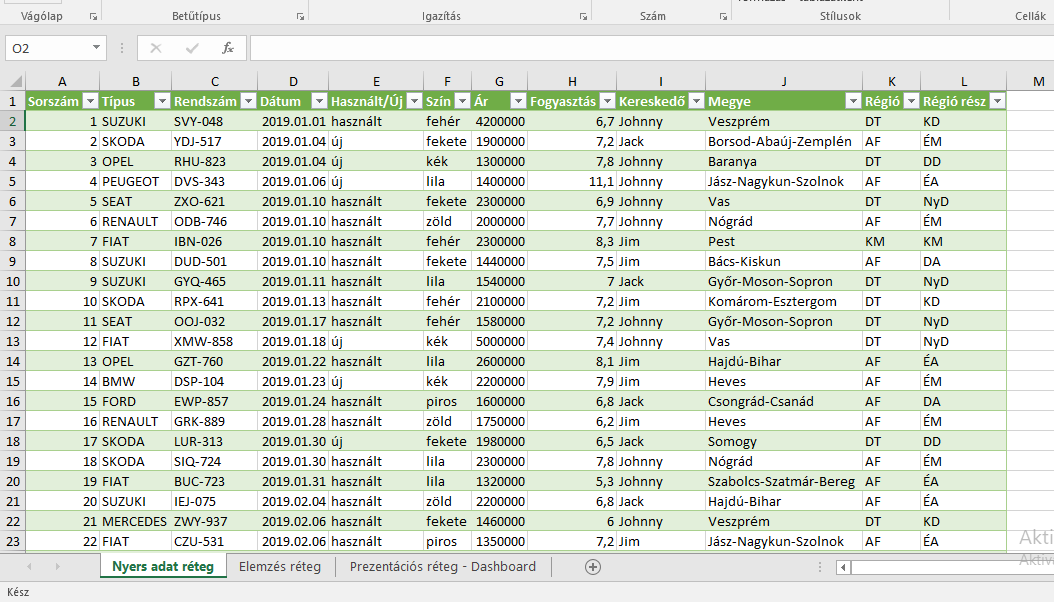 Vágólap Betűtípus Igazítás Szám Stílusok Cellák
O2 fx
A B C D E F G H I J K L M
1 Sorszám Típus Rendszám Dátum Használt/Új Szín Ár Fogyasztás Kereskedő Megye Régió Régió rész
2 1 SUZUKI SVY-048 2019.01.01 használt fehér 4200000 6,7 Johnny Veszprém DT KD
3 2 SKODA YDJ-517 2019.01.04 új fekete 1900000 7,2 Jack Borsod-Abaúj-Zemplén AF ÉM
4 3 OPEL RHU-823 2019.01.04 új kék 1300000 7,8 Johnny Baranya DT DD
5 4 PEUGEOT DVS-343 2019.01.06 új lila 1400000 11,1 Johnny Jász-Nagykun-Szolnok AF ÉA
6 5 SEAT ZXO-621 2019.01.10 használt fekete 2300000 6,9 Johnny Vas DT NyD
7 6 RENAULT ODB-746 2019.01.10 használt zöld 2000000 7,7 Johnny Nógrád AF ÉM
8 7 FIAT IBN-026 2019.01.10 használt fehér 2300000 8,3 Jim Pest KM KM
9 8 SUZUKI DUD-501 2019.01.10 használt fekete 1440000 7,5 Jim Bács-Kiskun AF DA
10 9 SUZUKI GYQ-465 2019.01.11 használt lila 1540000 7 Jack Győr-Moson-Sopron DT NyD
11 10 SKODA RPX-641 2019.01.13 használt fehér 2100000 7,2 Jim Komárom-Esztergom DT KD
12 11 SEAT OOJ-032 2019.01.17 használt fehér 1580000 7,2 Johnny Győr-Moson-Sopron DT NyD
13 12 FIAT XMW-858 2019.01.18 új kék 5000000 7,4 Johnny Vas DT NyD
14 13 OPEL GZT-760 2019.01.22 használt lila 2600000 8,1 Jim Hajdú-Bihar AF ÉA
15 14 BMW DSP-104 2019.01.23 új kék 2200000 7,9 Jim Heves AF ÉM
16 15 FORD EWP-857 2019.01.24 használt piros 1600000 6,8 Jack Csongrád-Csanád AF DA
17 16 RENAULT GRK-889 2019.01.28 használt zöld 1750000 6,2 Jim Heves AF ÉM
18 17 SKODA LUR-313 2019.01.30 új fekete 1980000 6,5 Jack Somogy DT DD
19 18 SKODA SIQ-724 2019.01.30 használt lila 2300000 7,8 Johnny Nógrád AF ÉM
20 19 FIAT BUC-723 2019.01.31 használt lila 1320000 5,3 Johnny Szabolcs-Szatmár-Bereg AF ÉA
21 20 SUZUKI IEJ-075 2019.02.04 használt zöld 2200000 6,8 Jack Hajdú-Bihar AF ÉA
22 21 MERCEDES ZWY-937 2019.02.06 használt fekete 1460000 6 Johnny Veszprém DT KD
23 22 FIAT CZU-531 2019.02.06 használt piros 1350000 7,2 Jim Jász-Nagykun-Szolnok AF ÉA
Akti
Aktivá
Nyers adat réteg Elemzés réteg Prezentációs réteg - Dashboard
Kész